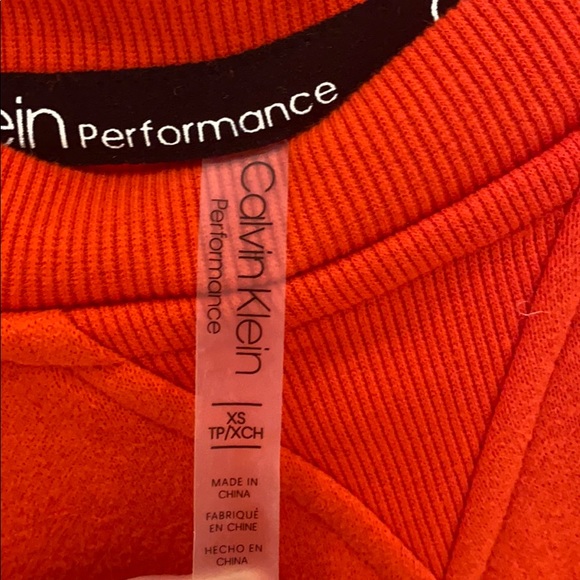 ein Performance
Calvin Klein
Performance
XS
TP/XCH
MADE IN
CHINA
FABRIQUÉ
EN CHINE
HECHO EN
CHINA